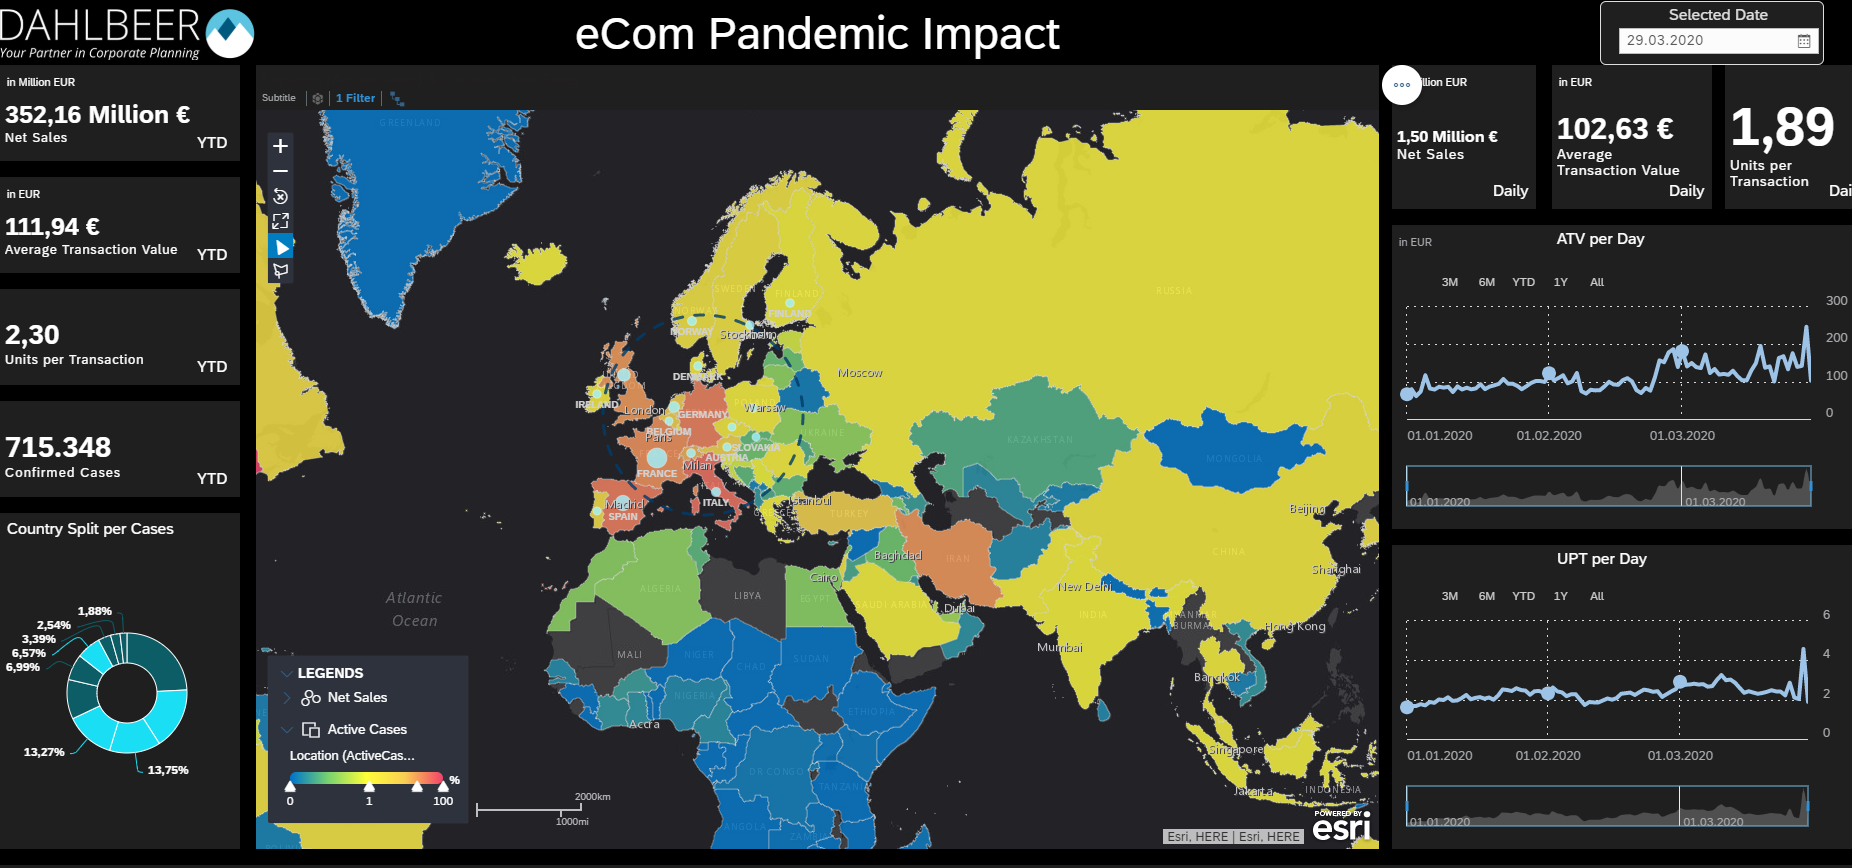 DAHLBEER
Your Partner in Corporate Planning
eCom Pandemic Impact
Selected Date
29.03.2020
in Million EUR
352,16 Million €
Net Sales
YTD
in EUR
111,94 €
Average Transaction Value
YTD
2,30
Units per Transaction
YTD
715.348
Confirmed Cases
YTD
Country Split per Cases
1,88%
2,54%
3,39%
6,57%
6,99%
13,27%
13,75%
Subtitle
1 Filter
GREENLAND
SWEDEN
FINLAND
FINLAND
NORWAY
NORWAY
Stockholm
RUSSIA
Moscow
DENMARK
UNITED
KINGDOM
IRELAND
London
GERMANY
POLAND
Warsaw
BELGIUM
Paris
UKRAINE
SLOVAKIA
AUSTRIA
Milan
FRANCE
KAZAKHSTAN
MONGOLIA
Madrid
SPAIN
ITALY
Istanbul
GREECE
TURKEY
Beijing
Baghdad
IRAN
CHINA
Shanghai
Cairo
New Delhi
ALGERIA
LIBYA
EGYPT
SAUDI ARABIA
Dubai
INDIA
MYANMAR
BURMA
Hong Kong
Atlantic
Ocean
Mumbai
MALI
NIGER
CHAD
SUDAN
Bangkok
NIGERIA
ETHIOPIA
Accra
Singapore
DR CONGO
TANZANIA
Jakarta
INDONESIA
ANGOLA
LEGENDS
Net Sales
Active Cases
Location (ActiveCas...
%
0
1
100
2000km
1000mi
Esri, HERE | Esri, HERE
POWERED BY
esri
illion EUR
1,50 Million €
Net Sales
Daily
in EUR
102,63 €
Average
Transaction Value
Daily
1,89
Units per
Transaction
Dai
in EUR
ATV per Day
3M 6M YTD 1Y All
300
200
100
0
01.01.2020 01.02.2020 01.03.2020
01.01.2020 01.03.2020
UPT per Day
3M 6M YTD 1Y All
6
4
2
0
01.01.2020 01.02.2020 01.03.2020
01.01.2020 01.03.2020